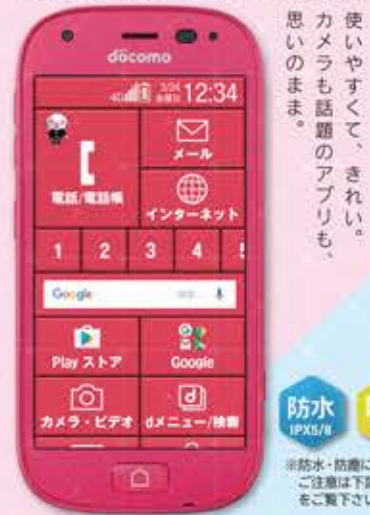 使いやすくて、きれい。
カメラも話題のアプリも、
思いのまま。
docomo
4G 3/24 12:34
電話/電話帳
メール
インターネット
1 2 3 4
Google
Play ストア
Google
カメラ・ビデオ
dメニュー/検索
防水
IPX5/8
※防水・防塵に
ご注意は下記
をご覧下さい